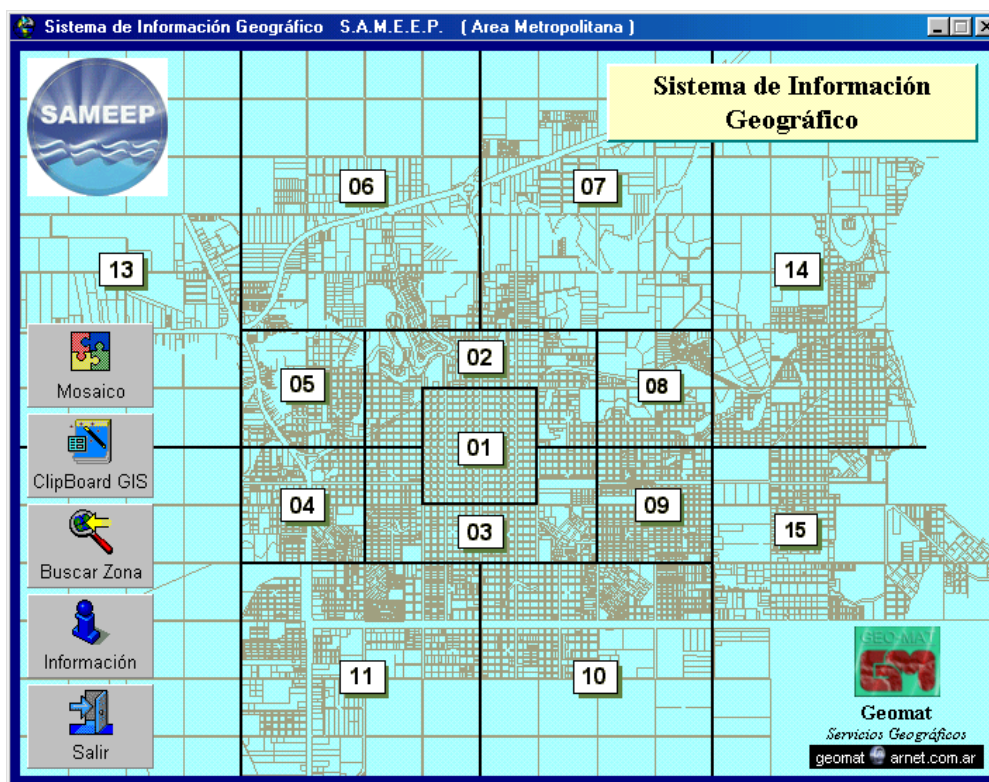 Sistema de Información Geográfico S.A.M.E.E.P. ( Area Metropolitana )
SAMEEP
Sistema de Información
Geográfico
06
07
13
14
02
05
08
01
04
09
03
15
11
10
Mosaico
ClipBoard GIS
Buscar Zona
Información
Salir
GEO-MAT
GM
Geomat
Servicios Geográficos
geomat arnet.com.ar